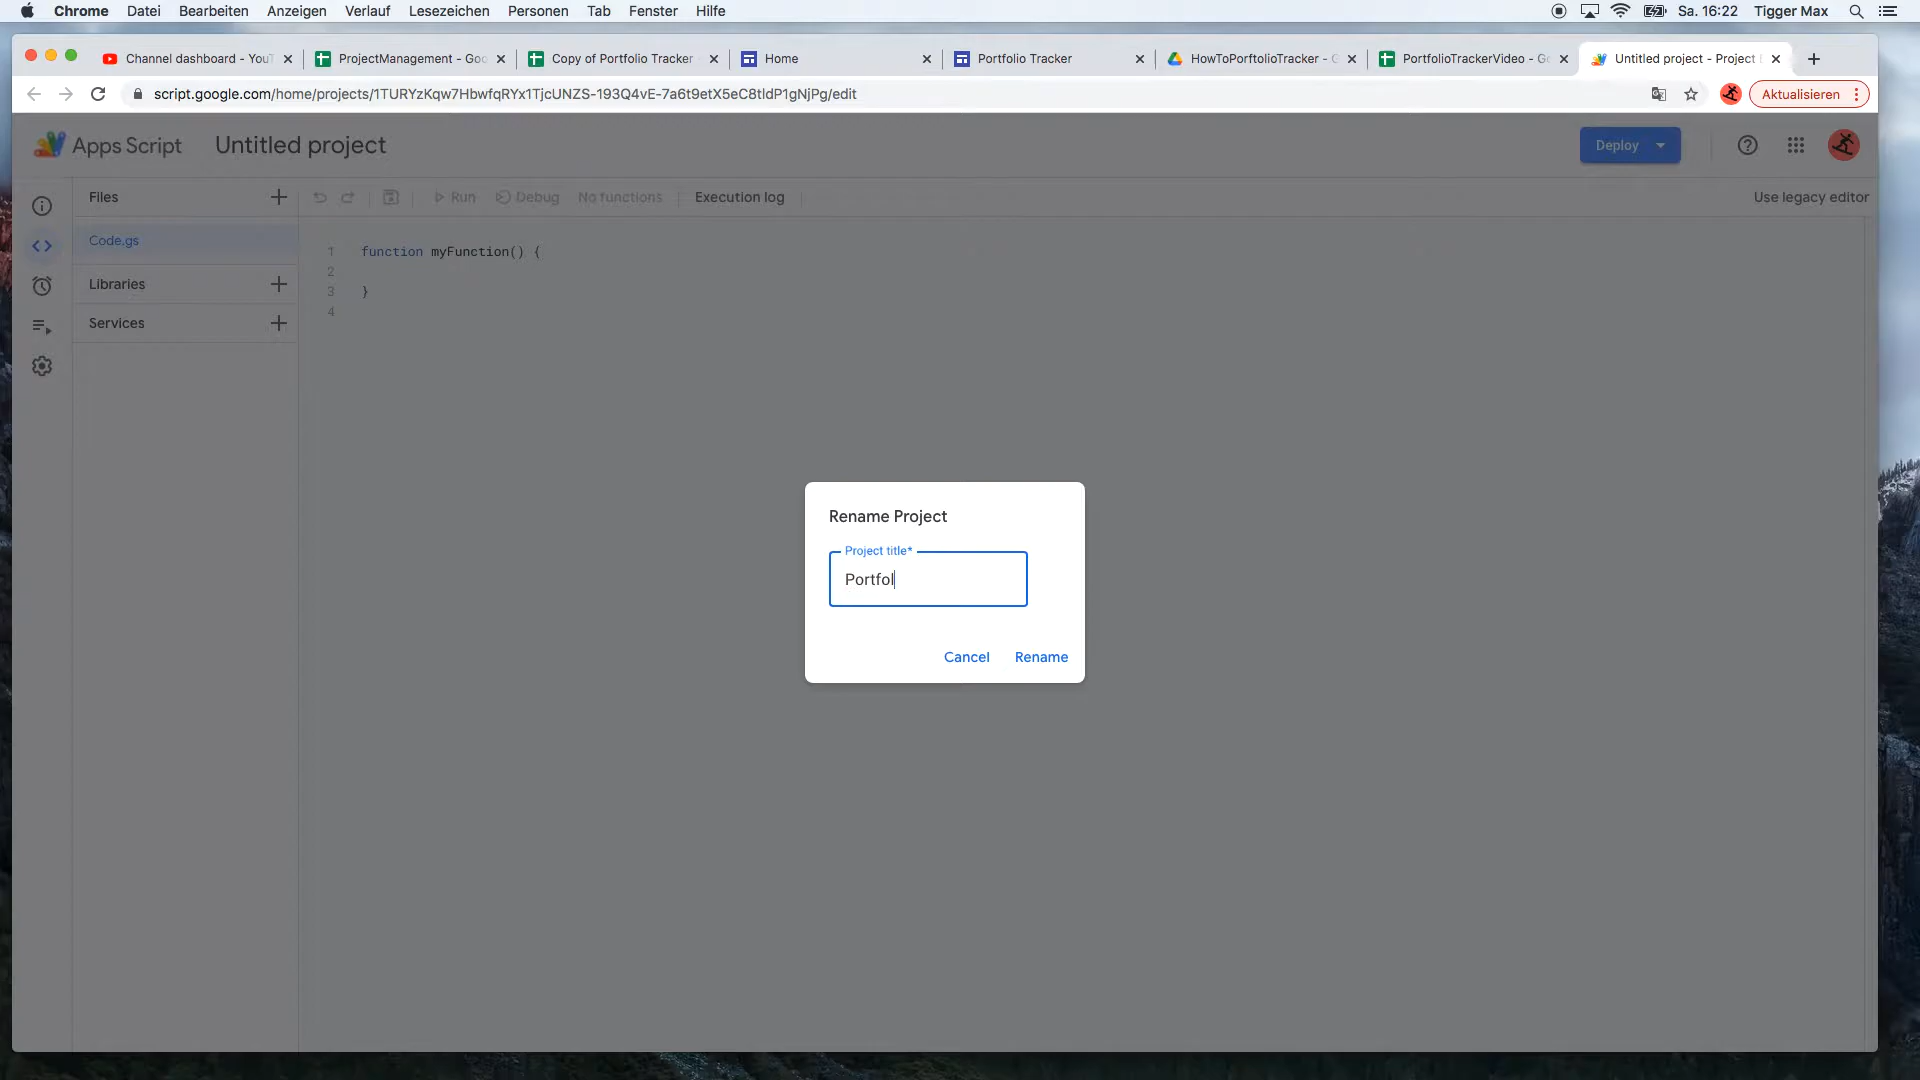 Chrome Datei Bearbeiten Anzeigen Verlauf Lesezeichen Personen Tab Fenster Hilfe Sa. 16:22 Tigger Max
Channel dashboard - YouT ProjectManagement - Goo Copy of Portfolio Tracker Home Portfolio Tracker HowToPorftolioTracker - G PortfolioTrackerVideo - Go Untitled project - Project E
script.google.com/home/projects/1TURYzKqw7HbwfqRYx1TjcUNZS-193Q4vE-7a6t9etX5eC8tldP1gNjPg/edit Aktualisieren
Apps Script Untitled project Deploy
Files Run Debug No functions Execution log Use legacy editor
Code.gs
1 function myFunction() {
2
Libraries
3 }
4
Services
Rename Project
Project title*
Portfol
Cancel Rename